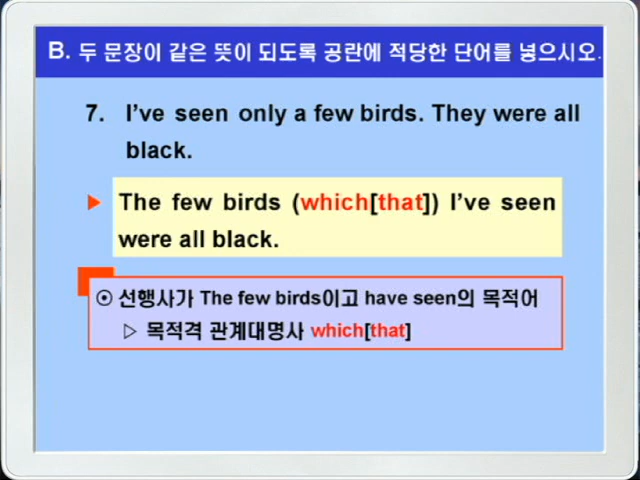 B. 두 문장이 같은 뜻이 되도록 공란에 적당한 단어를 넣으시오.
7. I've seen only a few birds. They were all
black.
▶ The few birds (which[that]) I've seen
were all black.
⊙ 선행사가 The few birds이고 have seen의 목적어
▷ 목적격 관계대명사 which[that]